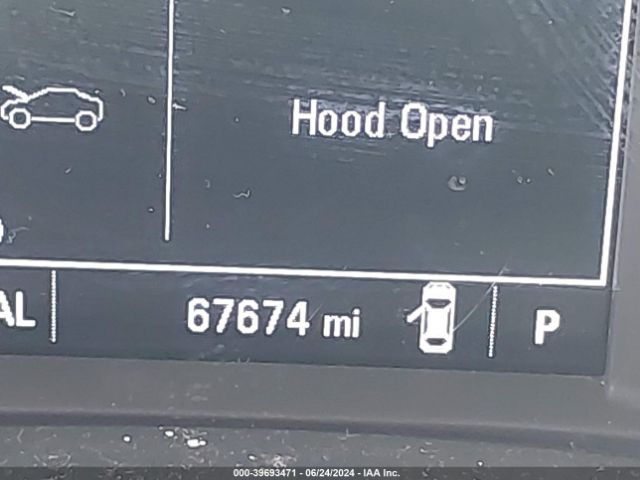 Hood Open
AL
67674 mi
P
000-39693471 - 06/24/2024 - IAA Inc.